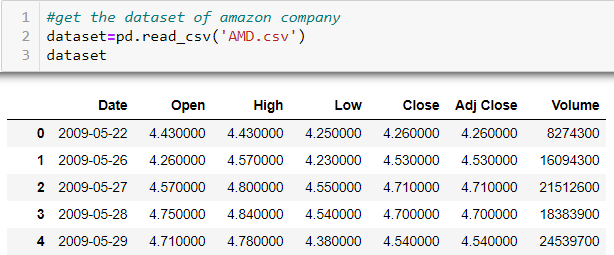 1 #get the dataset of amazon company
2 dataset=pd.read_csv('AMD.csv')
3 dataset
Date Open High Low Close Adj Close Volume
0 2009-05-22 4.430000 4.430000 4.250000 4.260000 4.260000 8274300
1 2009-05-26 4.260000 4.570000 4.230000 4.530000 4.530000 16094300
2 2009-05-27 4.570000 4.800000 4.550000 4.710000 4.710000 21512600
3 2009-05-28 4.750000 4.840000 4.540000 4.700000 4.700000 18383900
4 2009-05-29 4.710000 4.780000 4.380000 4.540000 4.540000 24539700